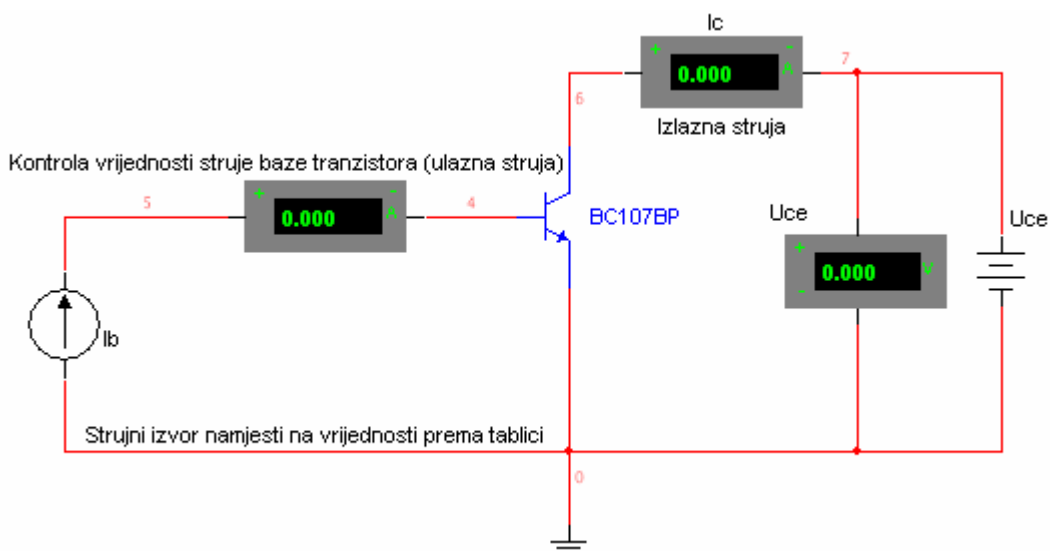 Ic
+ -
0.000 A
7
6
Izlazna struja
Kontrola vrijednosti struje baze tranzistora (ulazna struja)
5
+ -
0.000 A
4
BC107BP
Uce
+
0.000 V
-
Uce
Ib
Strujni izvor namjesti na vrijednosti prema tablici
0